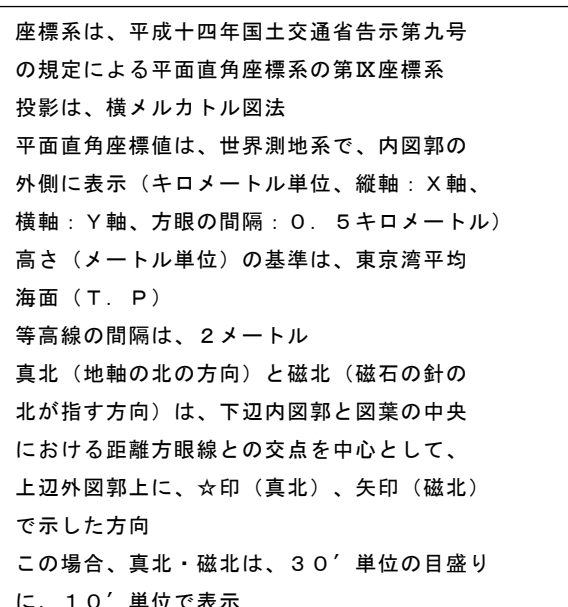 座標系は、平成十四年国土交通省告示第九号
の規定による平面直角座標系の第Ⅸ座標系
投影は、横メルカトル図法
平面直角座標値は、世界測地系で、内図郭の
外側に表示（キロメートル単位、縦軸：Ｘ軸、
横軸：Ｙ軸、方眼の間隔：０．５キロメートル）
高さ（メートル単位）の基準は、東京湾平均
海面（Ｔ．Ｐ）
等高線の間隔は、２メートル
真北（地軸の北の方向）と磁北（磁石の針の
北が指す方向）は、下辺内図郭と図葉の中央
における距離方眼線との交点を中心として、
上辺外図郭上に、☆印（真北）、矢印（磁北）
で示した方向
この場合、真北・磁北は、３０′単位の目盛り
に、１０′単位で表示